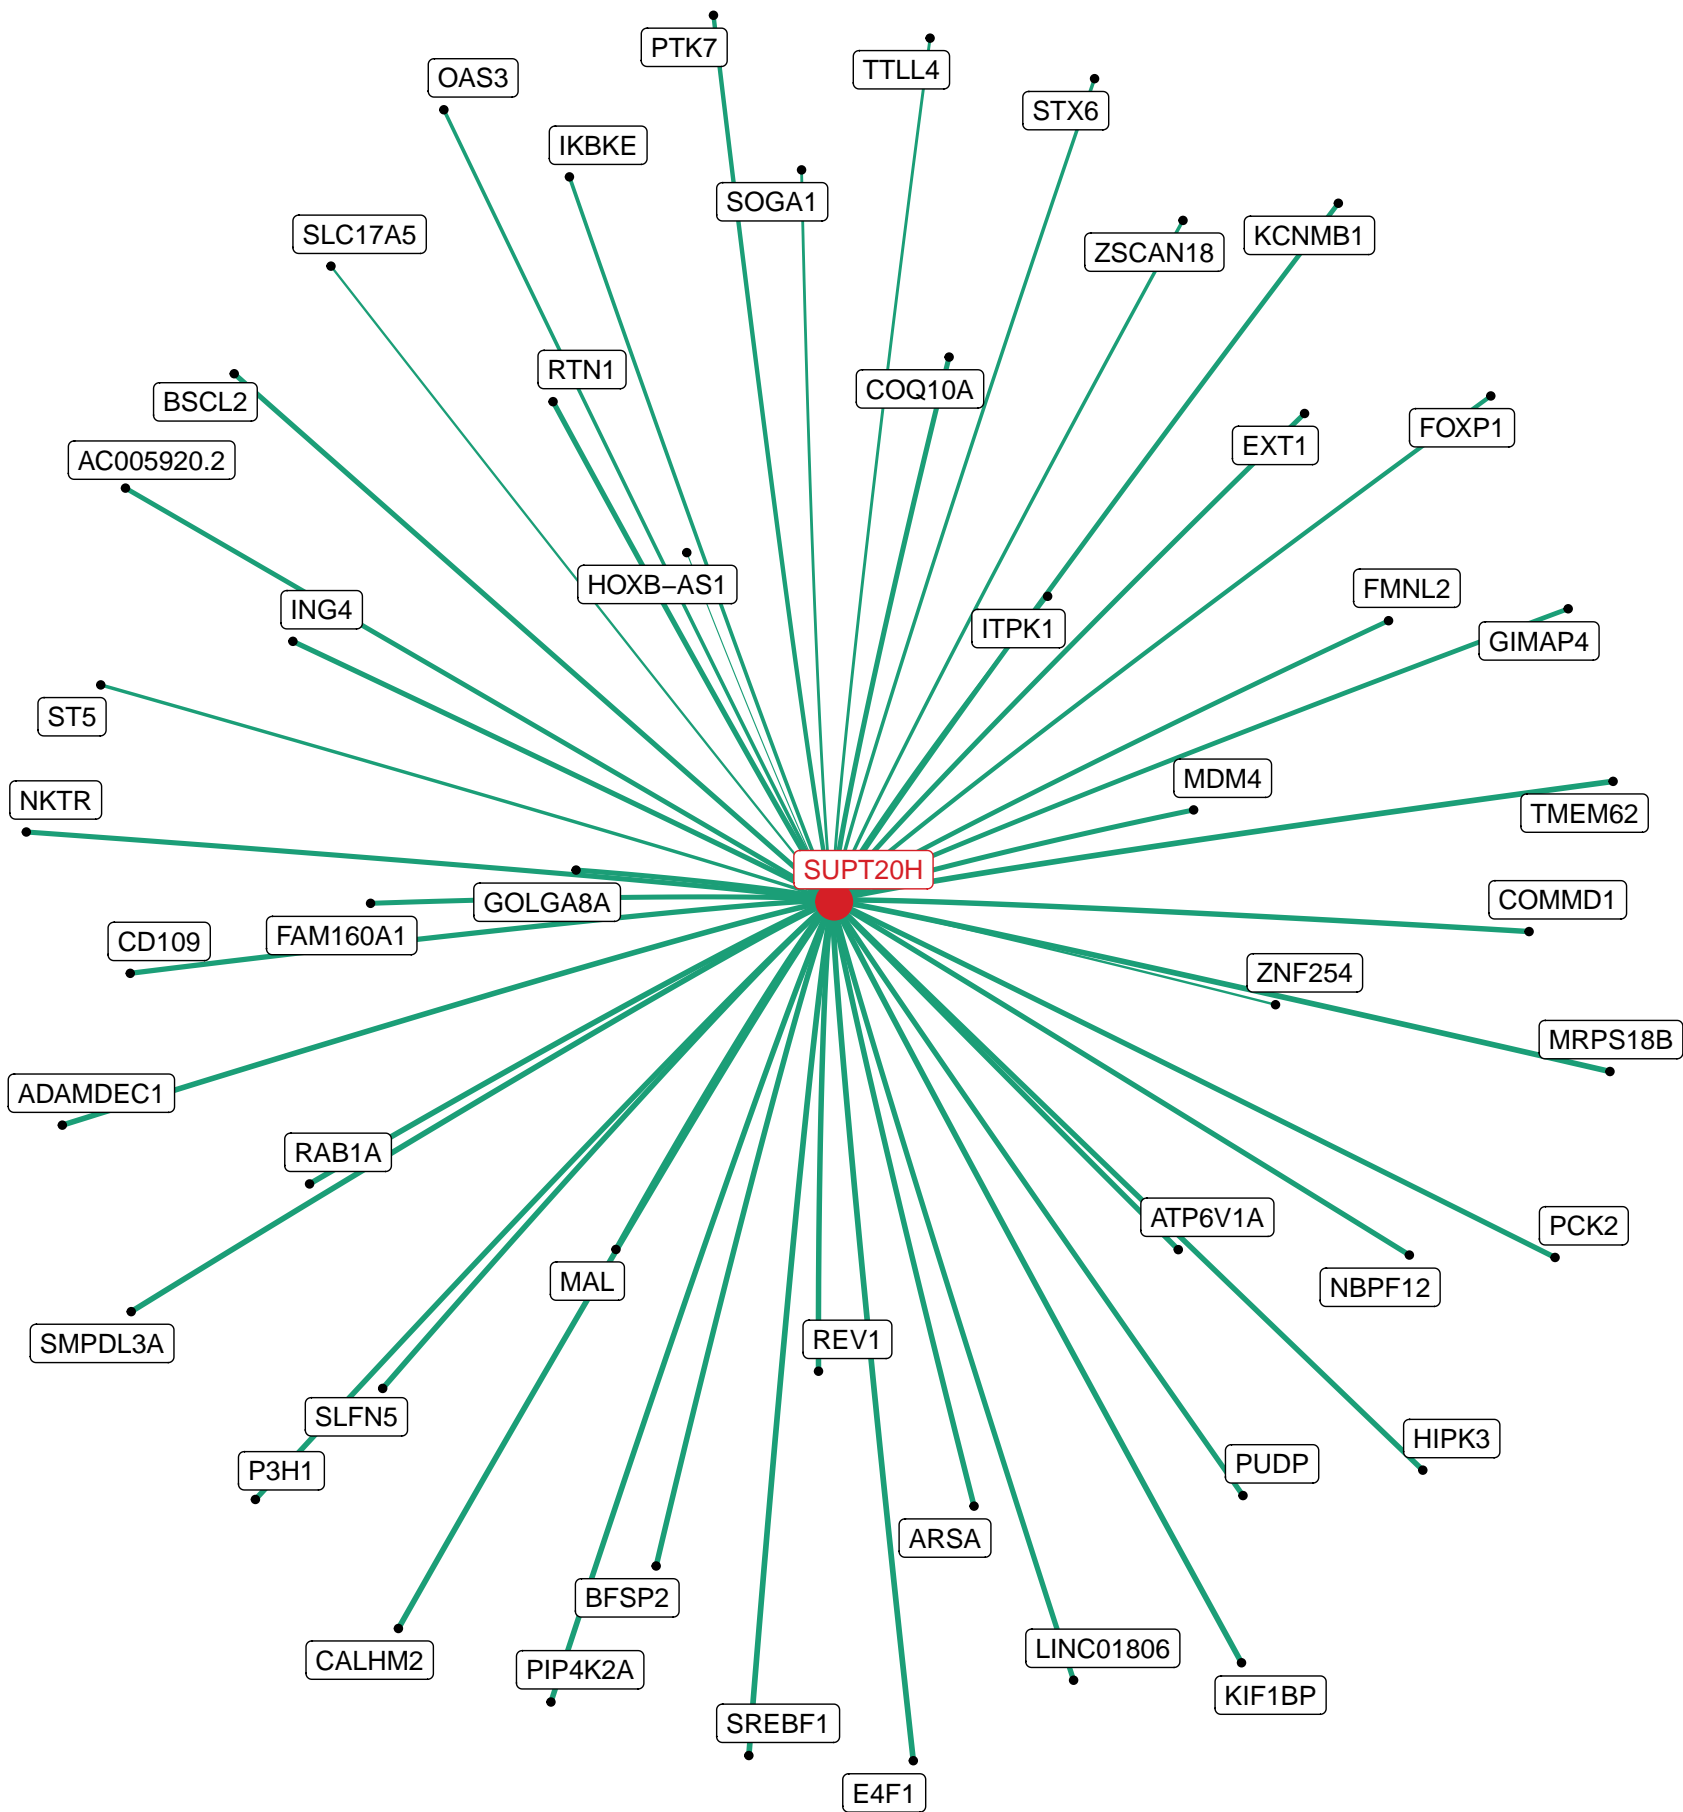 PTK7
TTLL4
OAS3
STX6
IKBKE
SOGA1
SLC17A5
KCNMB1
ZSCAN18
RTN1
COQ10A
BSCL2
FOXP1
EXT1
AC005920.2
HOXB−AS1
FMNL2
ING4
ITPK1
GIMAP4
ST5
MDM4
NKTR
TMEM62
SUPT20H
COMMD1
GOLGA8A
FAM160A1
CD109
ZNF254
MRPS18B
ADAMDEC1
RAB1A
ATP6V1A
PCK2
MAL
NBPF12
REV1
SMPDL3A
SLFN5
HIPK3
PUDP
P3H1
ARSA
BFSP2
LINC01806
CALHM2
PIP4K2A
KIF1BP
SREBF1
E4F1